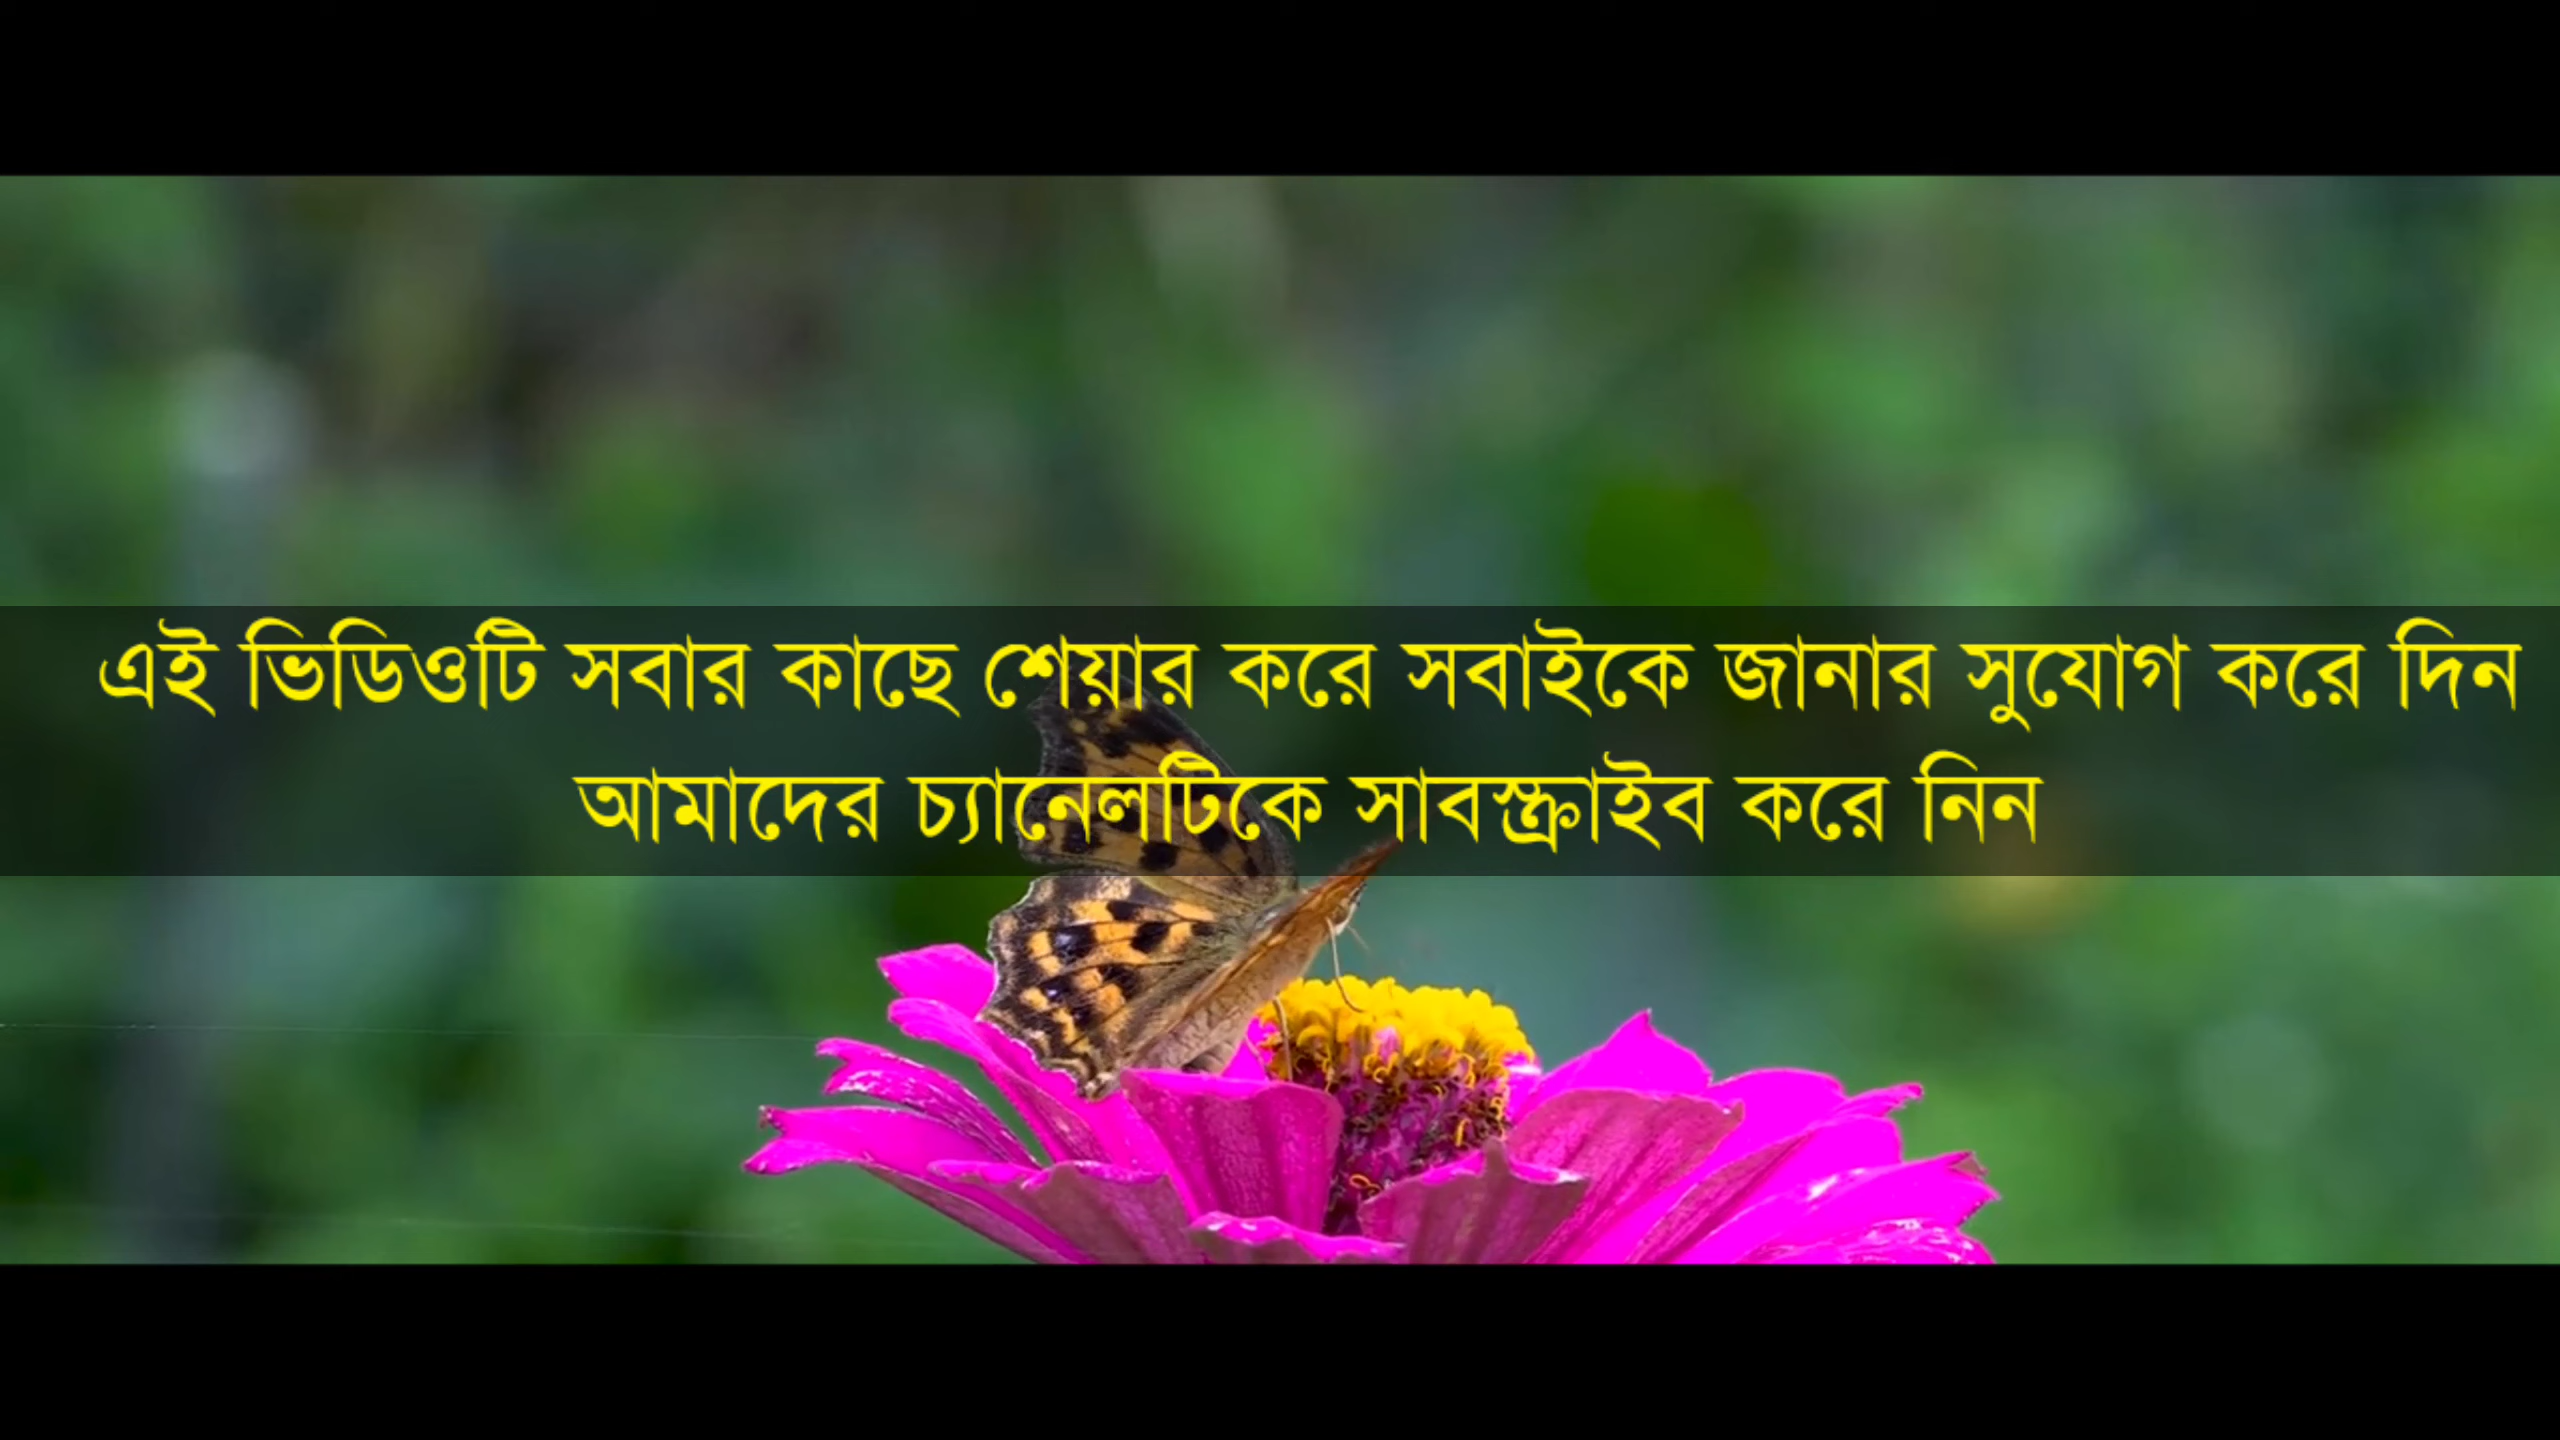 এই ভিডিওটি সবার কাছে শেয়ার করে সবাইকে জানার সুযোগ করে দিন
আমাদের চ্যানেলটিকে সাবস্ক্রাইব করে নিন